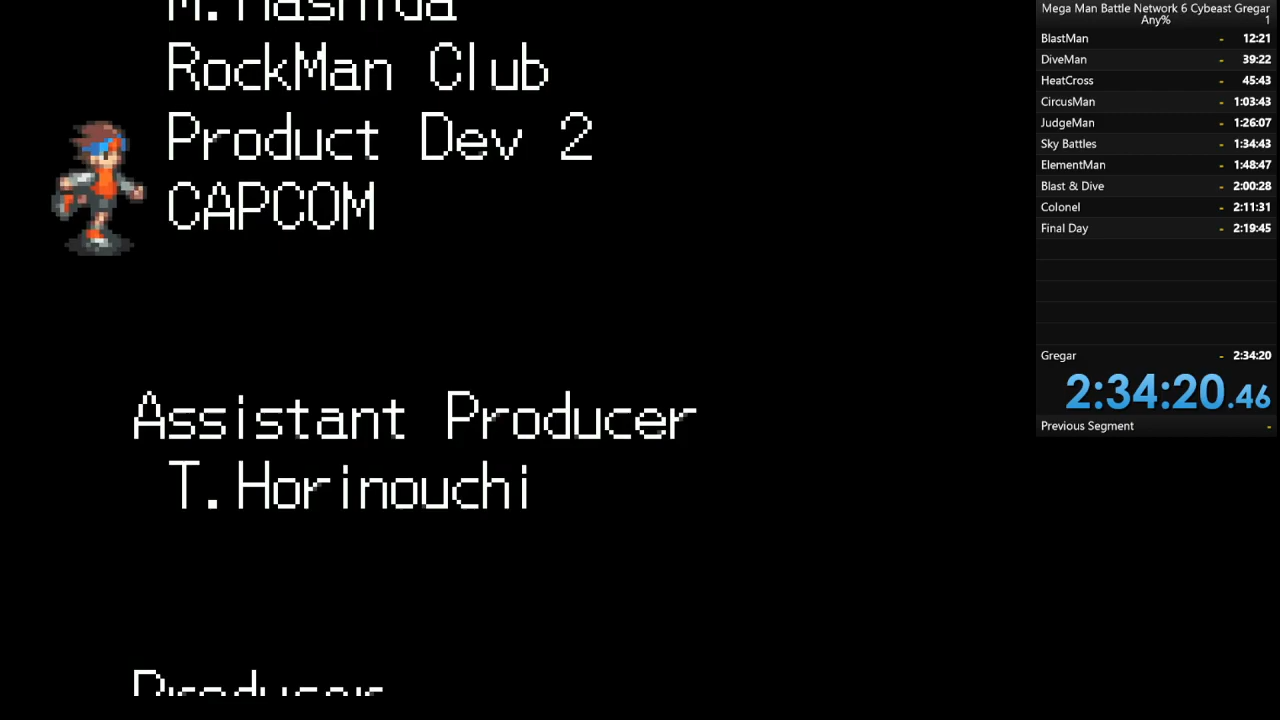 RockMan Club
Product Dev 2
CAPCOM
Assistant Producer
T.Horinouchi
Producer
Mega Man Battle Network 6 Cybeast Gregar
Any% 1
BlastMan - 12:21
DiveMan - 39:22
HeatCross - 45:43
CircusMan - 1:03:43
JudgeMan - 1:26:07
Sky Battles - 1:34:43
ElementMan - 1:48:47
Blast & Dive - 2:00:28
Colonel - 2:11:31
Final Day - 2:19:45
Gregar - 2:34:20
2:34:20.46
Previous Segment -